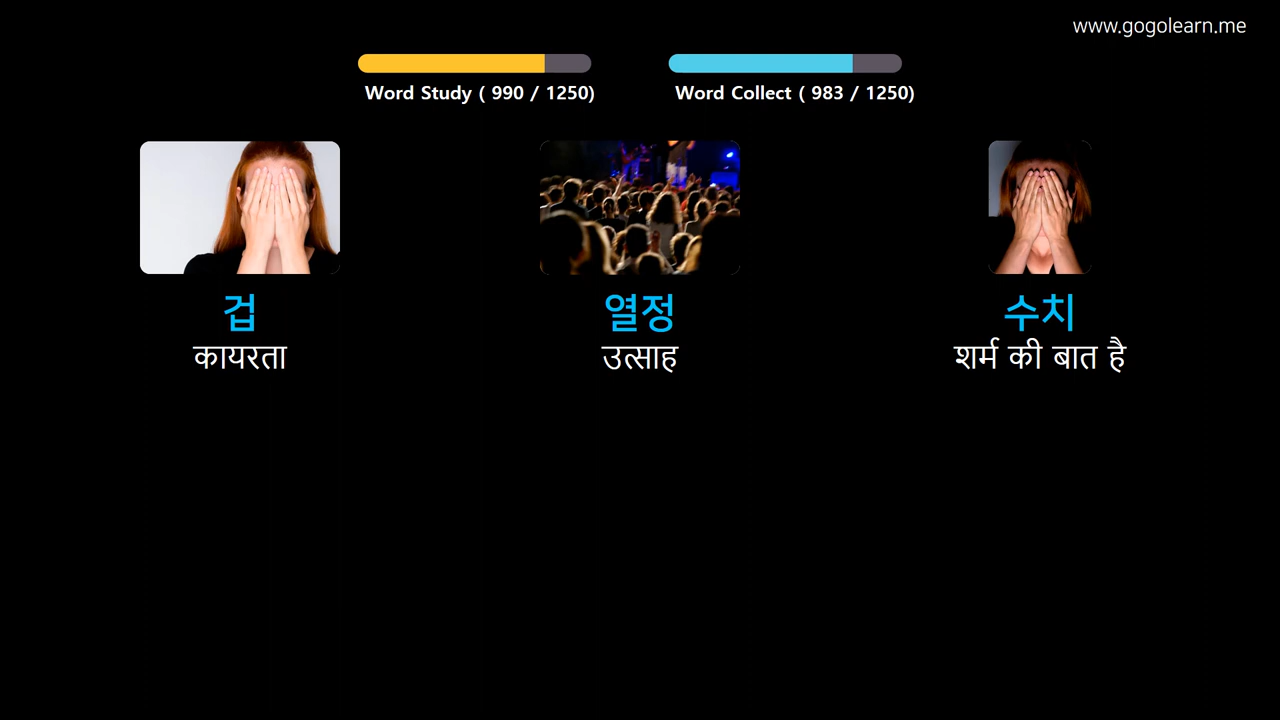 www.gogolearn.me
Word Study ( 990 / 1250)
Word Collect ( 983 / 1250)
겁
कायरता
열정
उत्साह
수치
शर्म की बात है